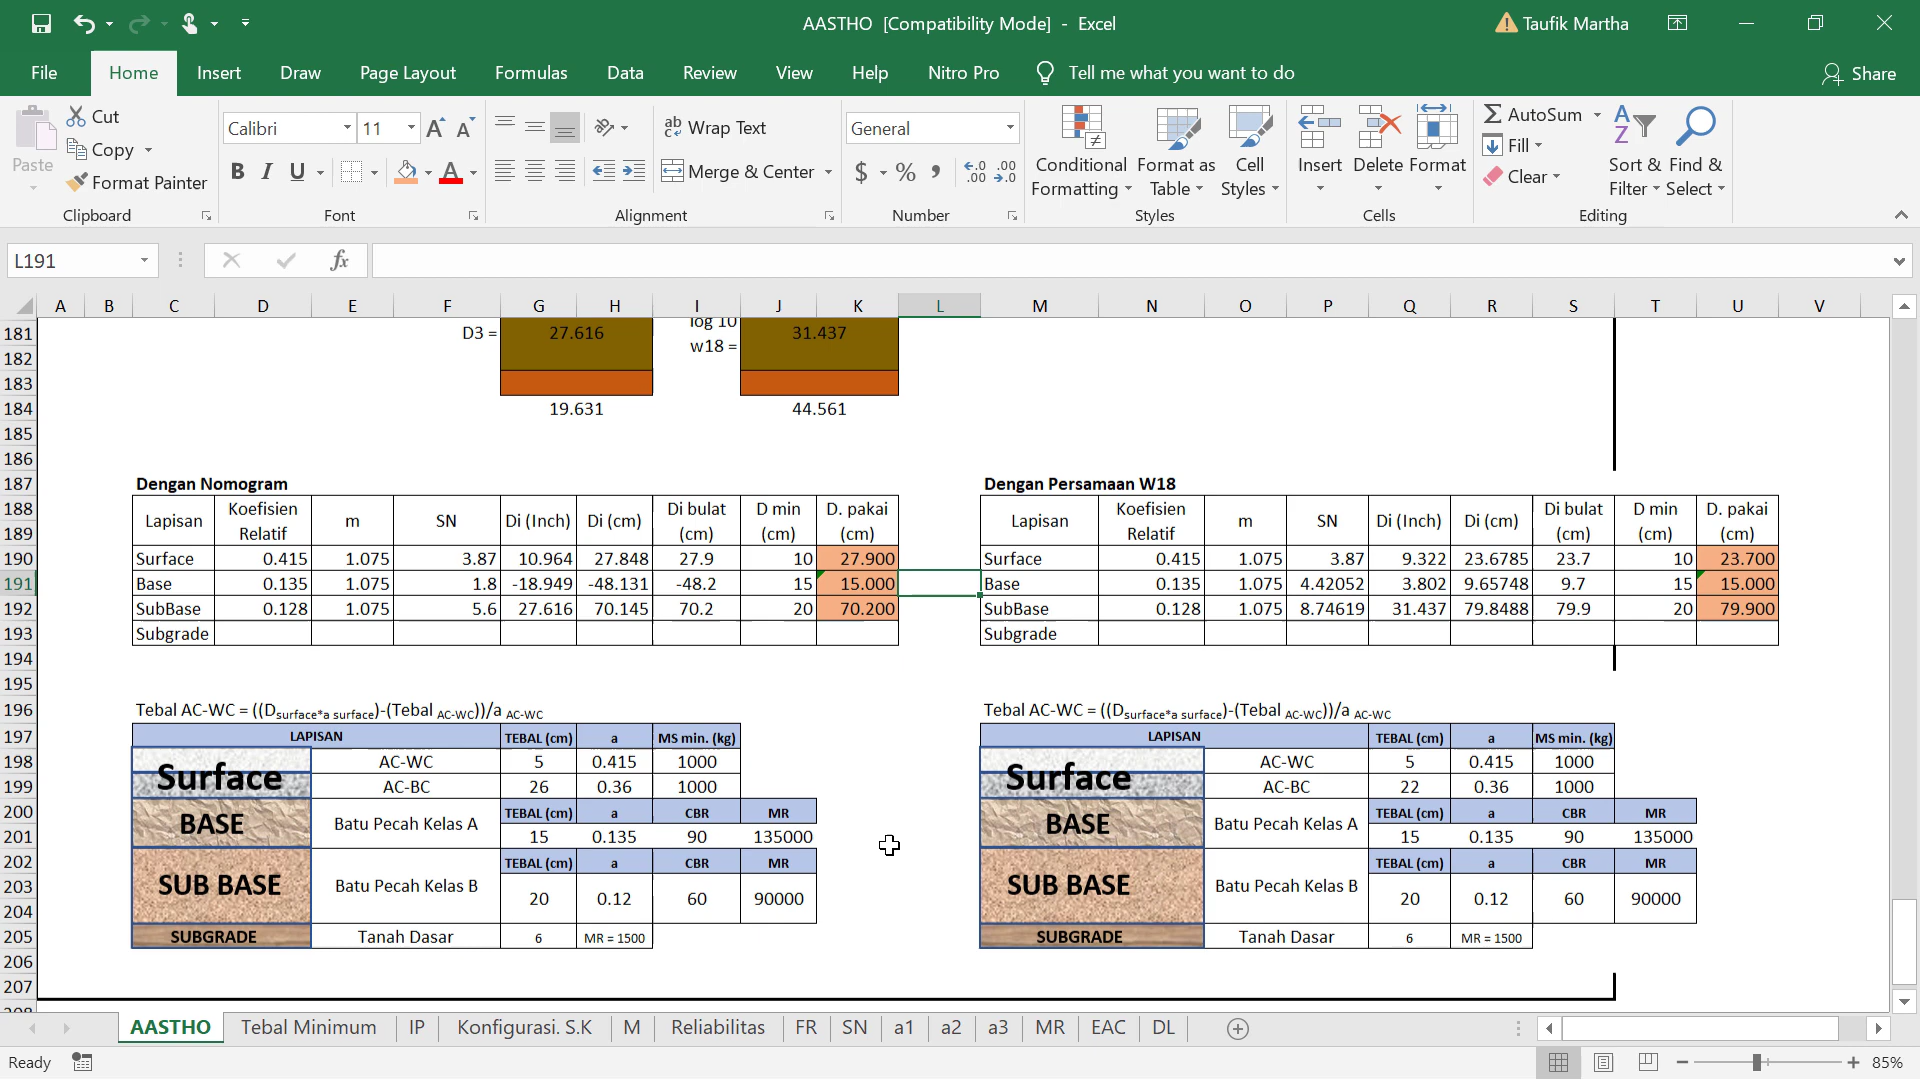 AASTHO [Compatibility Mode] - Excel
Taufik Martha
File Home Insert Draw Page Layout Formulas Data Review View Help Nitro Pro Tell me what you want to do Share
Paste
Cut
Copy
Format Painter
Clipboard
Calibri 11
B I U
Font
Wrap Text
Merge & Center
Alignment
General
$ % ,
Number
Conditional Formatting
Format as Table
Cell Styles
Styles
Insert Delete Format
Cells
AutoSum
Fill
Clear
Sort & Filter
Find & Select
Editing
L191
fx
A B C D E F G H I J K L M N O P Q R S T U V
181 D3 = 27.616 log 10 31.437
182 w18 =
183
184 19.631 44.561
185
186
187 Dengan Nomogram Dengan Persamaan W18
188 Lapisan Koefisien m SN Di (Inch) Di (cm) Di bulat D min D. pakai Lapisan Koefisien m SN Di (Inch) Di (cm) Di bulat D min D. pakai
189 Relatif (cm) (cm) (cm) Relatif (cm) (cm) (cm)
190 Surface 0.415 1.075 3.87 10.964 27.848 27.9 10 27.900 Surface 0.415 1.075 3.87 9.322 23.6785 23.7 10 23.700
191 Base 0.135 1.075 1.8 -18.949 -48.131 -48.2 15 15.000 Base 0.135 1.075 4.42052 3.802 9.65748 9.7 15 15.000
192 SubBase 0.128 1.075 5.6 27.616 70.145 70.2 20 70.200 SubBase 0.128 1.075 8.74619 31.437 79.8488 79.9 20 79.900
193 Subgrade Subgrade
194
195
196 Tebal AC-WC = ((Dsurface*a surface)-(Tebal AC-WC))/a AC-WC Tebal AC-WC = ((Dsurface*a surface)-(Tebal AC-WC))/a AC-WC
197 LAPISAN TEBAL (cm) a MS min. (kg) LAPISAN TEBAL (cm) a MS min. (kg)
198 Surface AC-WC 5 0.415 1000 Surface AC-WC 5 0.415 1000
199 AC-BC 26 0.36 1000 AC-BC 22 0.36 1000
200 BASE Batu Pecah Kelas A TEBAL (cm) a CBR MR BASE Batu Pecah Kelas A TEBAL (cm) a CBR MR
201 15 0.135 90 135000 15 0.135 90 135000
202 SUB BASE Batu Pecah Kelas B TEBAL (cm) a CBR MR SUB BASE Batu Pecah Kelas B TEBAL (cm) a CBR MR
203 20 0.12 60 90000 20 0.12 60 90000
204
205 SUBGRADE Tanah Dasar 6 MR = 1500 SUBGRADE Tanah Dasar 6 MR = 1500
206
207
208
AASTHO Tebal Minimum IP Konfigurasi. S.K M Reliabilitas FR SN a1 a2 a3 MR EAC DL
Ready 85%